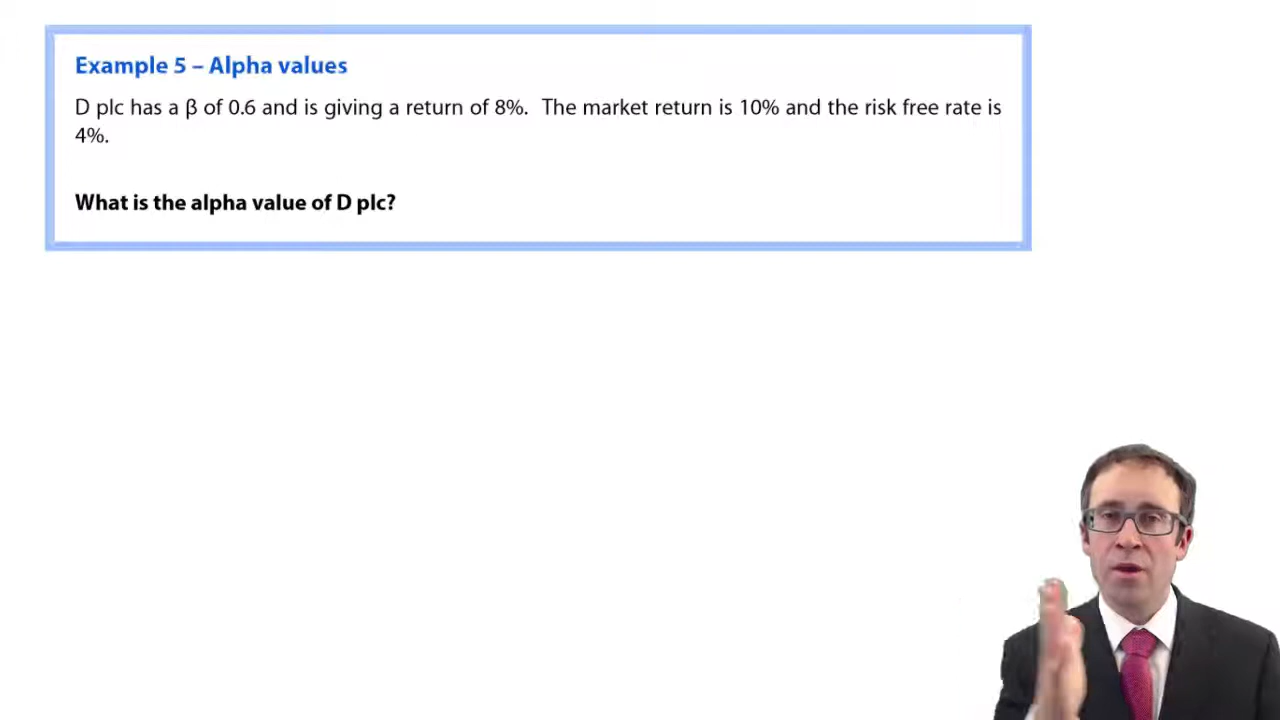 Example 5 – Alpha values
D plc has a β of 0.6 and is giving a return of 8%. The market return is 10% and the risk free rate is
4%.
What is the alpha value of D plc?